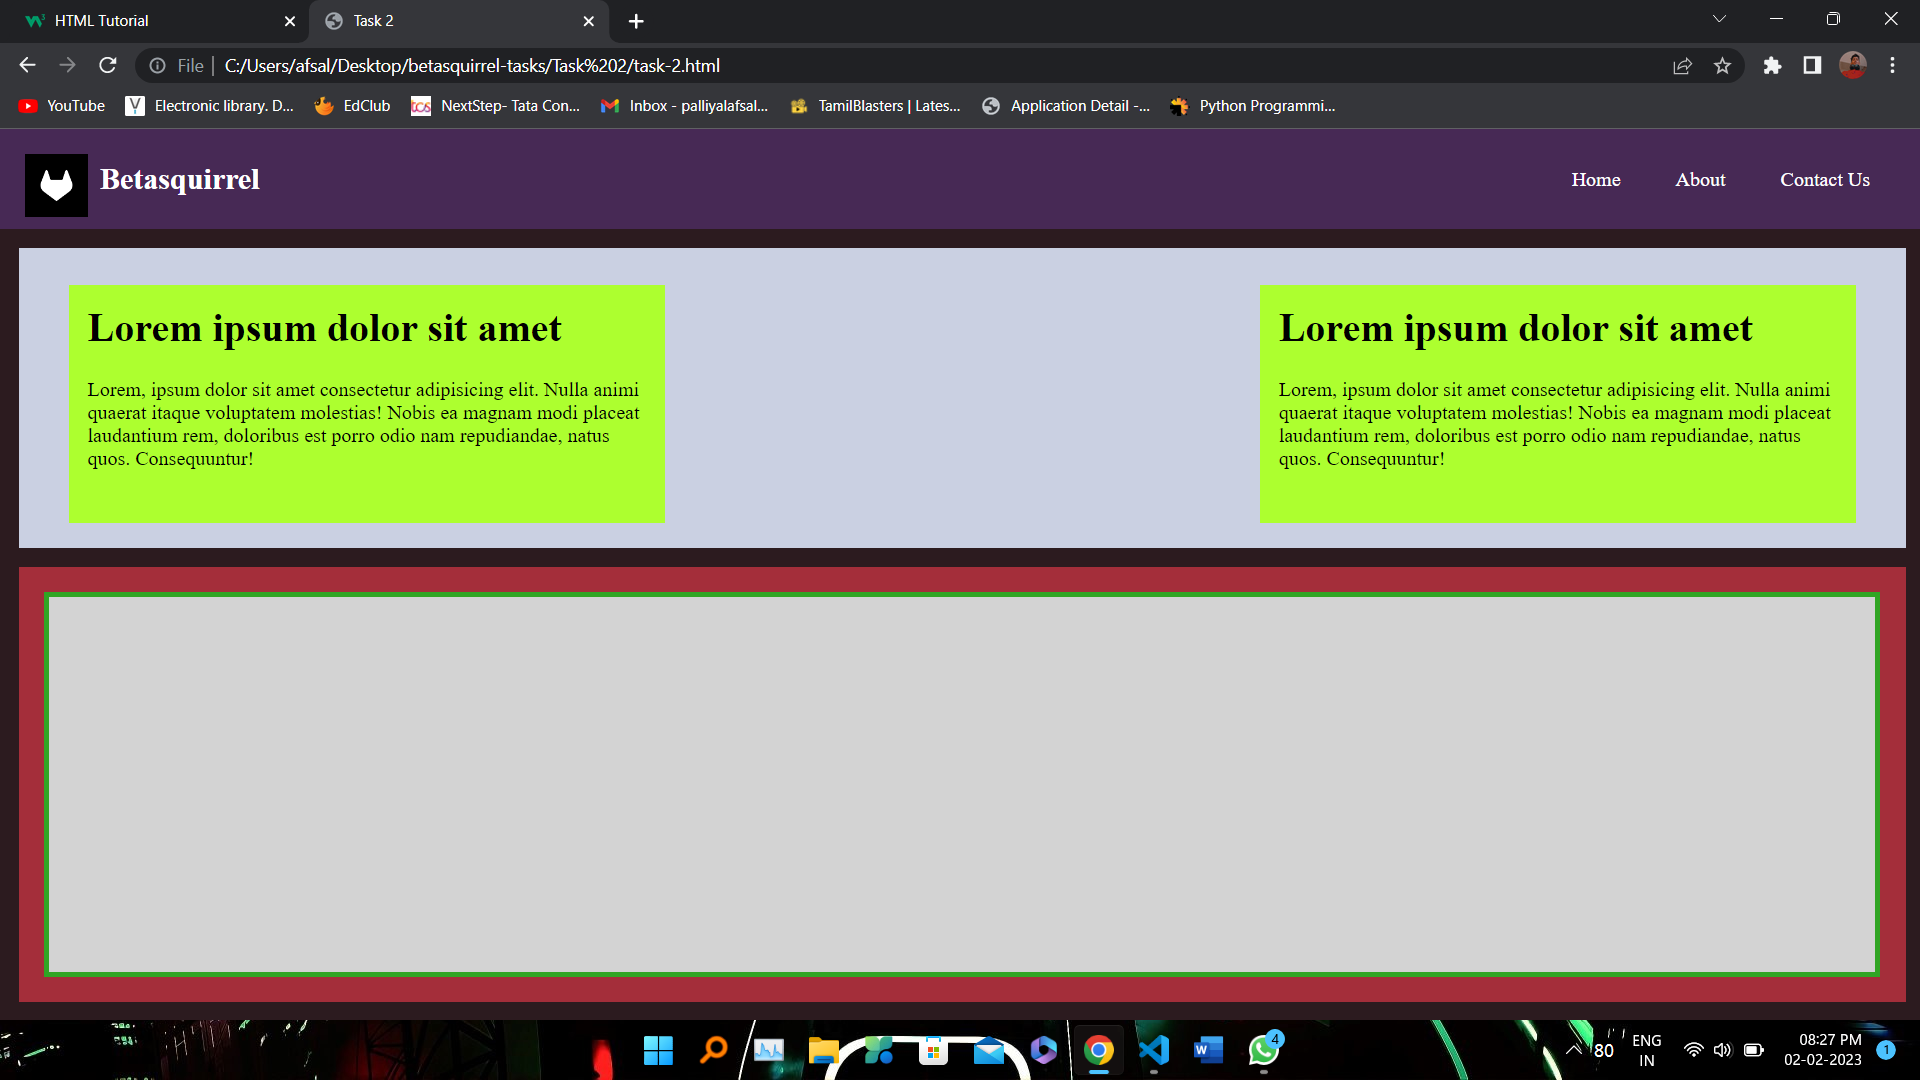 HTML Tutorial
Task 2
File
C:/Users/afsal/Desktop/betasquirrel-tasks/Task%202/task-2.html
YouTube
Electronic library. D...
EdClub
tcs
NextStep- Tata Con...
Inbox - palliyalafsal...
TamilBlasters | Lates...
Application Detail -...
Python Programmi...
Betasquirrel
Home
About
Contact Us
Lorem ipsum dolor sit amet
Lorem, ipsum dolor sit amet consectetur adipisicing elit. Nulla animi
quaerat itaque voluptatem molestias! Nobis ea magnam modi placeat
laudantium rem, doloribus est porro odio nam repudiandae, natus
quos. Consequuntur!
Lorem ipsum dolor sit amet
Lorem, ipsum dolor sit amet consectetur adipisicing elit. Nulla animi
quaerat itaque voluptatem molestias! Nobis ea magnam modi placeat
laudantium rem, doloribus est porro odio nam repudiandae, natus
quos. Consequuntur!
W
4
80
ENG
IN
08:27 PM
02-02-2023
1